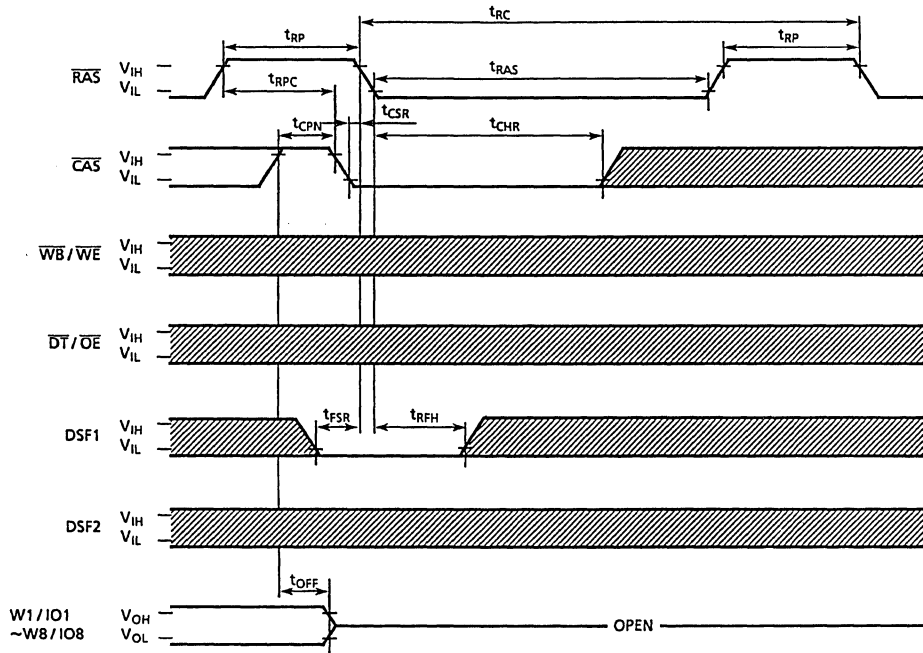 tRC
tRP tRP
RAS VIH
VIL
tRAS
tRPC
tCSR
tCPN tCHR
CAS VIH
VIL
WB / WE VIH
VIL
DT / OE VIH
VIL
tFSR tRFH
DSF1 VIH
VIL
DSF2 VIH
VIL
tOFF
W1 / IO1 VOH
~W8 / IO8 VOL
OPEN